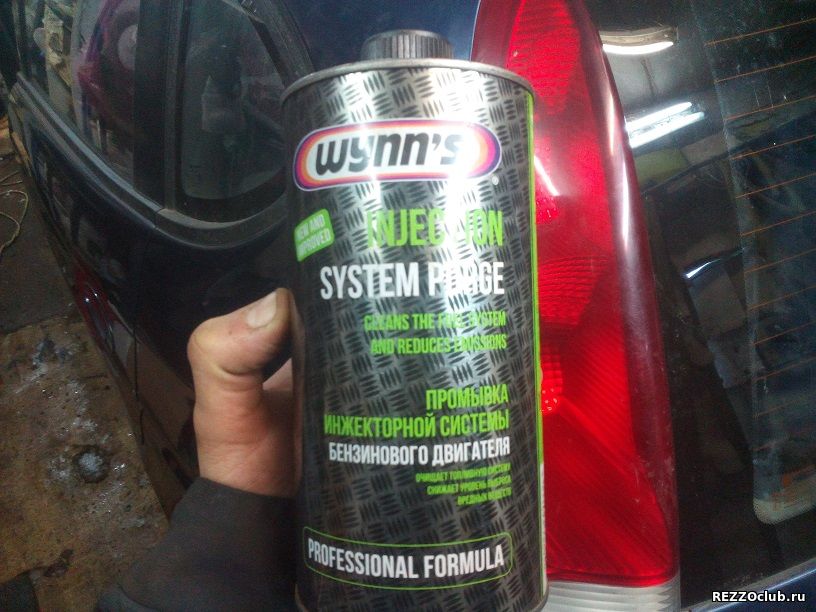 wynn's
NEW AND
IMPROVED
INJECTION
SYSTEM PURGE
CLEANS THE FUEL SYSTEM
AND REDUCES EMISSIONS
ПРОМЫВКА
ИНЖЕКТОРНОЙ СИСТЕМЫ
БЕНЗИНОВОГО ДВИГАТЕЛЯ
ОЧИЩАЕТ ТОПЛИВНУЮ СИСТЕМУ
СНИЖАЕТ УРОВЕНЬ ВЫБРОСА
ВРЕДНЫХ ВЕЩЕСТВ
PROFESSIONAL FORMULA
REZZOclub.ru